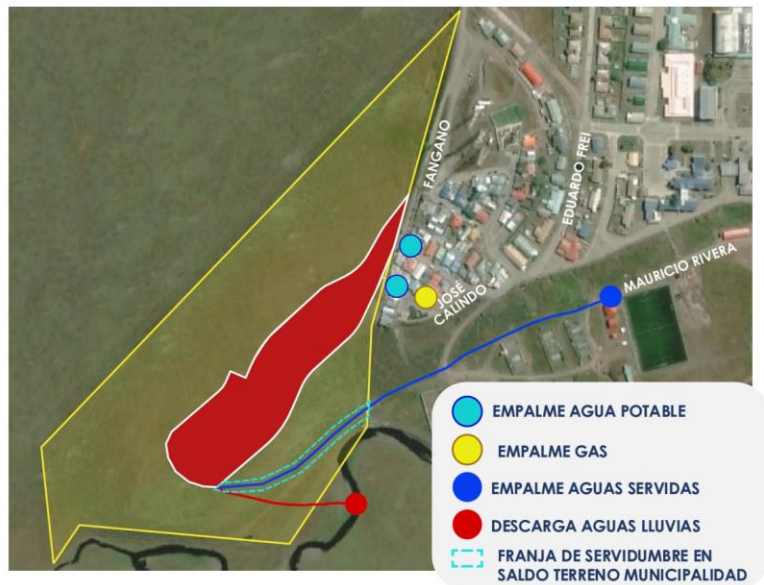 FANGANO
EDUARDO FREI
MAURICIO RIVERA
JOSÉ
CALINDO
EMPALME AGUA POTABLE
EMPALME GAS
EMPALME AGUAS SERVIDAS
DESCARGA AGUAS LLUVIAS
FRANJA DE SERVIDUMBRE EN
SALDO TERRENO MUNICIPALIDAD